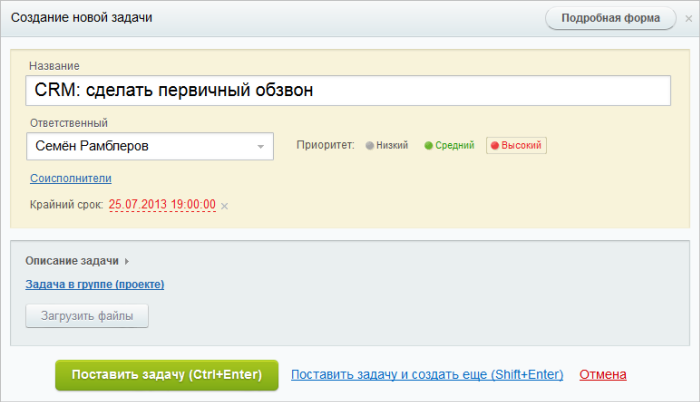 Создание новой задачи
Подробная форма
Название
CRM: сделать первичный обзвон
Ответственный
Семён Рамблеров
Приоритет: Низкий Средний Высокий
Соисполнители
Крайний срок: 25.07.2013 19:00:00
Описание задачи
Задача в группе (проекте)
Загрузить файлы
Поставить задачу (Ctrl+Enter) Поставить задачу и создать еще (Shift+Enter) Отмена